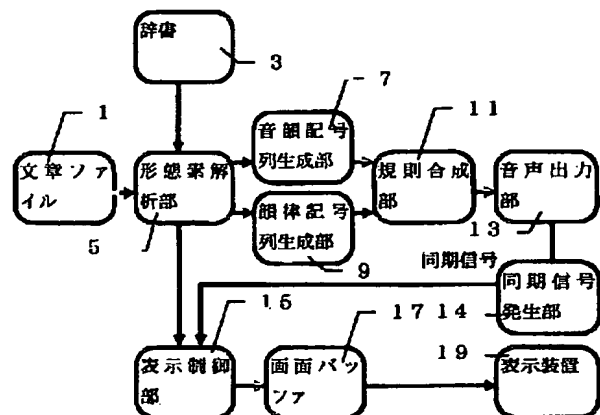 辞書
3
1
7
11
文章ファ
イル
形態素解
析部
音韻記号
列生成部
規則合成
部
音声出力
部
5
韻律記号
列生成部
9
13
同期信号
同期信号
発生部
15
17
14
19
表示制御
部
画面バッ
ファ
表示装置